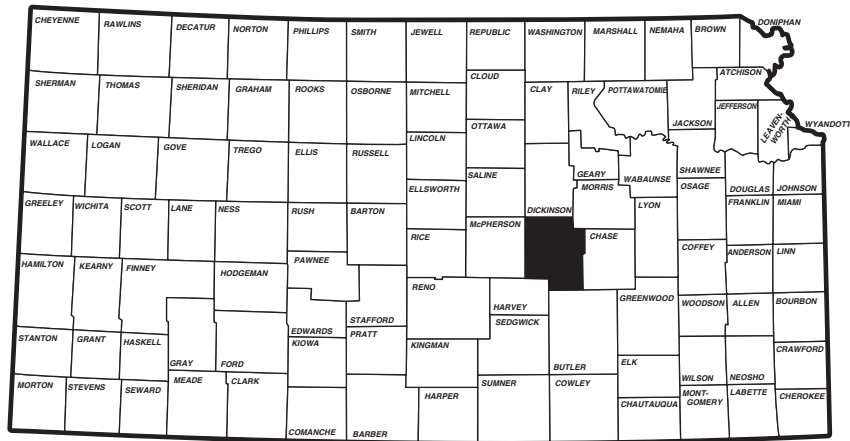 CHEYENNE
RAWLINS
DECATUR
NORTON
PHILLIPS
SMITH
JEWELL
REPUBLIC
WASHINGTON
MARSHALL
NEMAHA
BROWN
DONIPHAN
SHERMAN
THOMAS
SHERIDAN
GRAHAM
ROOKS
OSBORNE
MITCHELL
CLOUD
CLAY
RILEY
POTTAWATOMIE
JACKSON
ATCHISON
JEFFERSON
LEAVEN-
WORTH
WYANDOTT
WALLACE
LOGAN
GOVE
TREGO
ELLIS
RUSSELL
LINCOLN
OTTAWA
SALINE
ELLSWORTH
DICKINSON
GEARY
MORRIS
WABAUNSE
SHAWNEE
OSAGE
DOUGLAS
JOHNSON
GREELEY
WICHITA
SCOTT
LANE
NESS
RUSH
BARTON
RICE
McPHERSON
CHASE
LYON
FRANKLIN
MIAMI
HAMILTON
KEARNY
FINNEY
HODGEMAN
PAWNEE
STAFFORD
RENO
HARVEY
COFFEY
ANDERSON
LINN
STANTON
GRANT
HASKELL
GRAY
FORD
EDWARDS
KIOWA
PRATT
KINGMAN
SEDGWICK
BUTLER
GREENWOOD
WOODSON
ALLEN
BOURBON
MORTON
STEVENS
SEWARD
MEADE
CLARK
COMANCHE
BARBER
HARPER
SUMNER
COWLEY
ELK
CHAUTAUQUA
WILSON
NEOSHO
CRAWFORD
MONT-
GOMERY
LABETTE
CHEROKEE